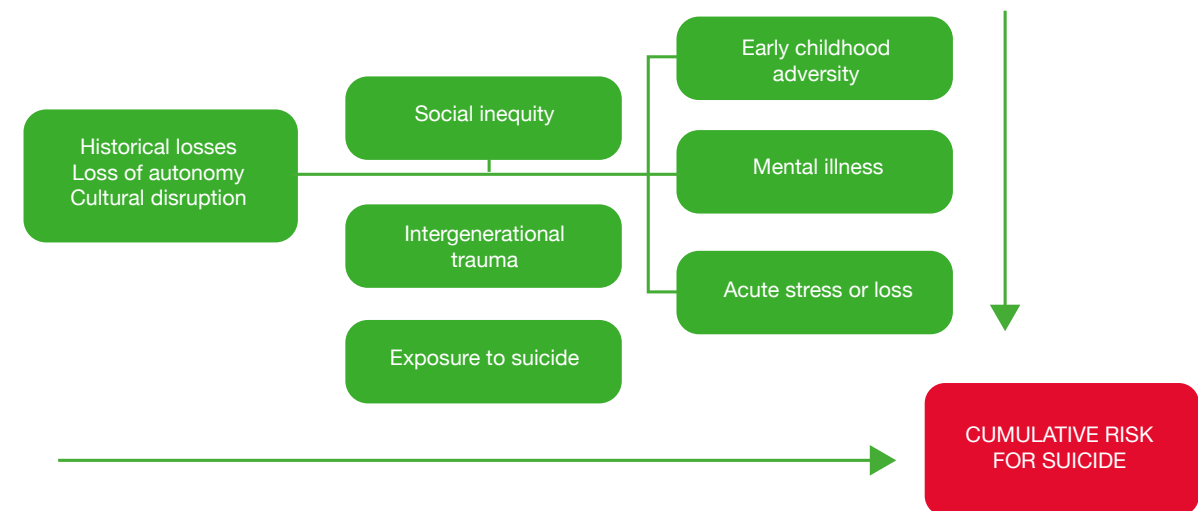 Historical losses
Loss of autonomy
Cultural disruption
Social inequity
Intergenerational
trauma
Exposure to suicide
Early childhood
adversity
Mental illness
Acute stress or loss
CUMULATIVE RISK
FOR SUICIDE